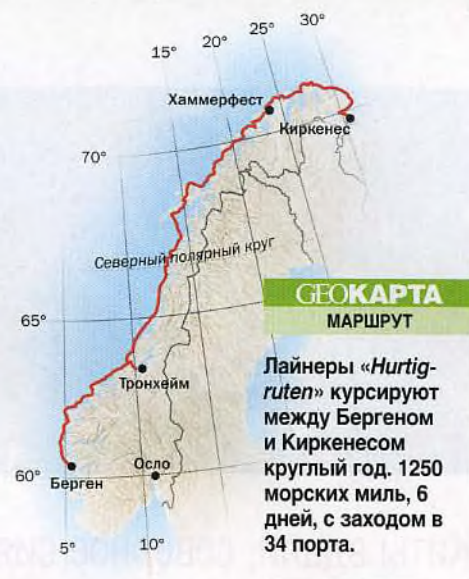 15°
20°
25°
30°
Хаммерфест
Киркенес
70°
Северный полярный круг
GEOКАРТА
МАРШРУТ
65°
Лайнеры «Hurtig-
ruten» курсируют
между Бергеном
и Киркенесом
круглый год. 1250
морских миль, 6
дней, с заходом в
34 порта.
Тронхейм
60°
Берген
Осло
5°
10°